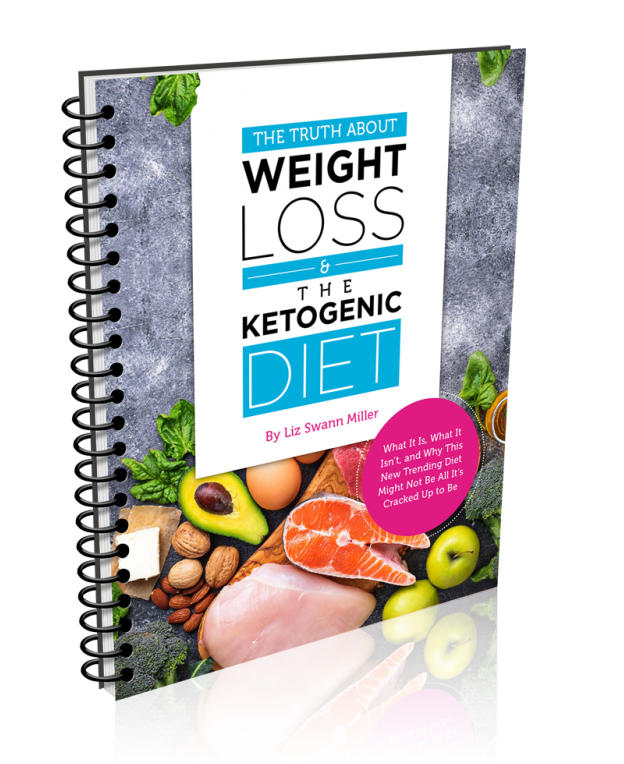 THE TRUTH ABOUT
WEIGHT
LOSS
&
THE
KETOGENIC
DIET
By Liz Swann Miller
What It Is, What It
Isn't, and Why This
New Trending Diet
Might Not Be All It's
Cracked Up to Be